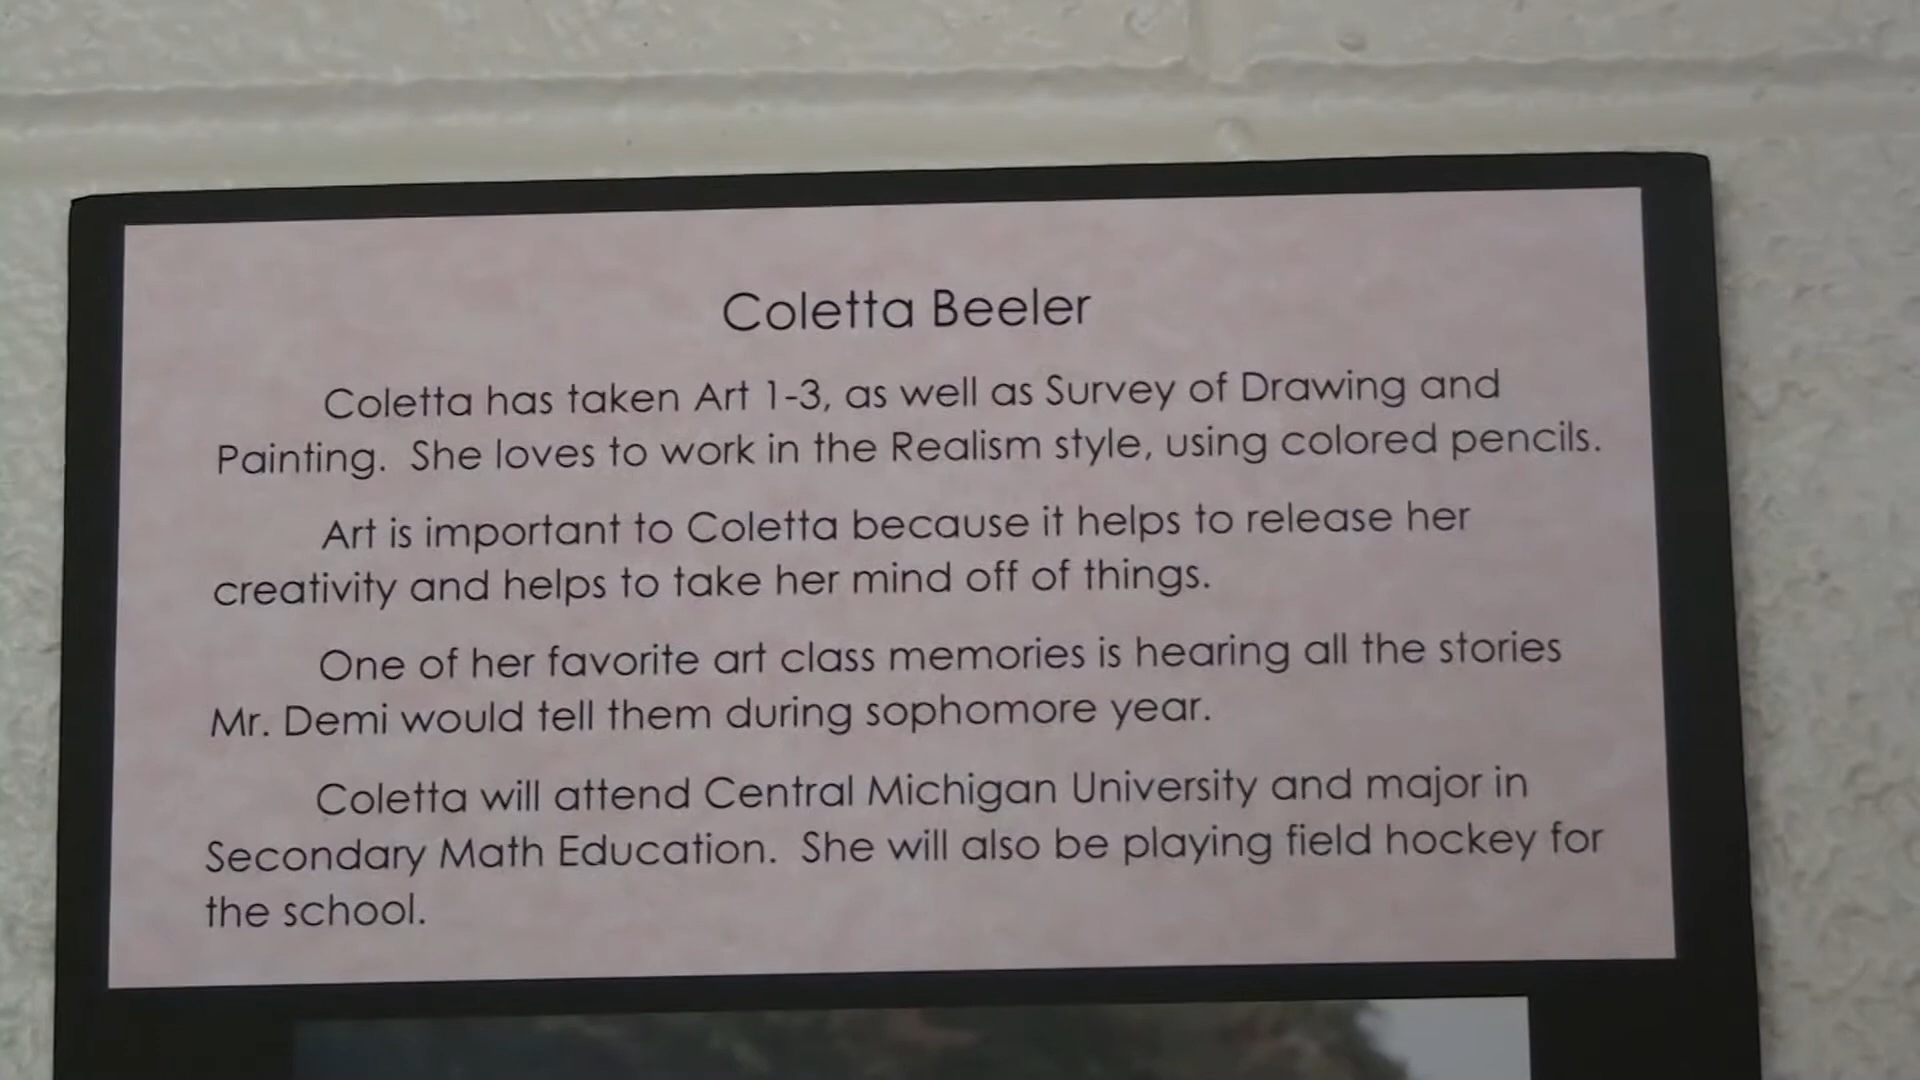 Coletta Beeler
Coletta has taken Art 1-3, as well as Survey of Drawing and
Painting.  She loves to work in the Realism style, using colored pencils.
Art is important to Coletta because it helps to release her
creativity and helps to take her mind off of things.
One of her favorite art class memories is hearing all the stories
Mr. Demi would tell them during sophomore year.
Coletta will attend Central Michigan University and major in
Secondary Math Education.  She will also be playing field hockey for
the school.